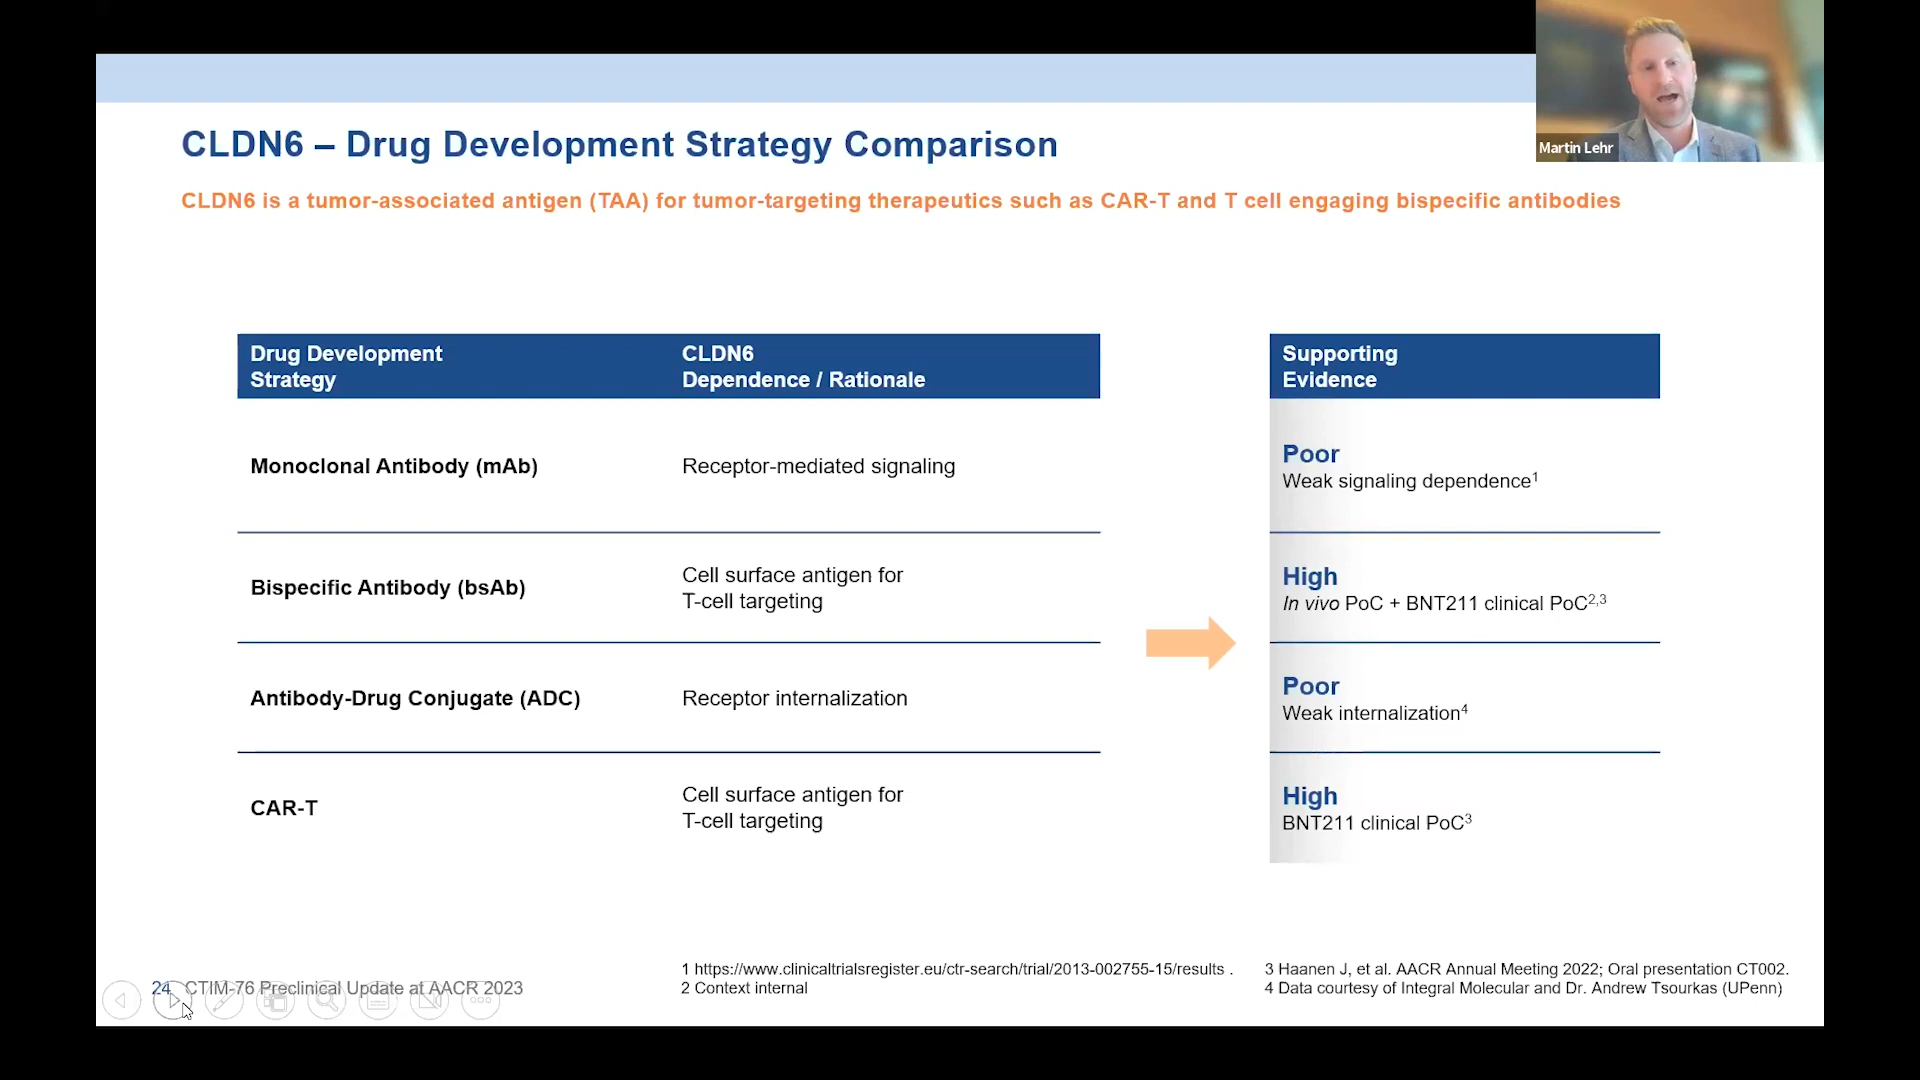 Martin Lehr
CLDN6 – Drug Development Strategy Comparison
CLDN6 is a tumor-associated antigen (TAA) for tumor-targeting therapeutics such as CAR-T and T cell engaging bispecific antibodies
Drug Development
Strategy
CLDN6
Dependence / Rationale
Supporting
Evidence
Monoclonal Antibody (mAb)
Receptor-mediated signaling
Poor
Weak signaling dependence¹
Bispecific Antibody (bsAb)
Cell surface antigen for
T-cell targeting
High
In vivo PoC + BNT211 clinical PoC²,³
Antibody-Drug Conjugate (ADC)
Receptor internalization
Poor
Weak internalization⁴
CAR-T
Cell surface antigen for
T-cell targeting
High
BNT211 clinical PoC³
1 https://www.clinicaltrialsregister.eu/ctr-search/trial/2013-002755-15/results .
2 Context internal
3 Haanen J, et al. AACR Annual Meeting 2022; Oral presentation CT002.
4 Data courtesy of Integral Molecular and Dr. Andrew Tsourkas (UPenn)
24 CTIM-76 Preclinical Update at AACR 2023